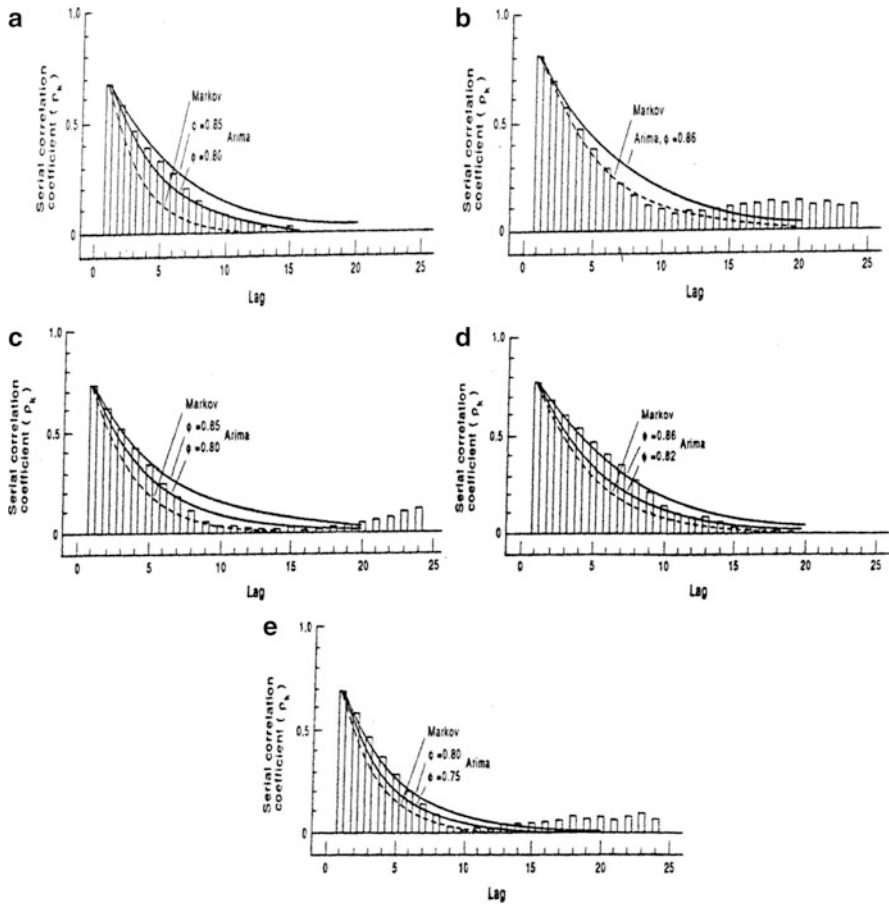 a
1.0
0.5
0
Serial correlation
coefficient ( ρk )
Markov
ϕ =0.85
Arima
ϕ =0.80
0 5 10 15 20 25
Lag
b
1.0
0.5
0
Serial correlation
coefficient ( ρk )
Markov
Arima, ϕ =0.86
0 5 10 15 20 25
Lag
c
1.0
0.5
0
Serial correlation
coefficient ( ρk )
Markov
ϕ =0.85
Arima
ϕ =0.80
0 5 10 15 20 25
Lag
d
1.0
0.5
0
Serial correlation
coefficient ( ρk )
Markov
ϕ =0.86
Arima
ϕ =0.82
0 5 10 15 20 25
Lag
e
1.0
0.5
0
Serial correlation
coefficient ( ρk )
Markov
ϕ =0.80
Arima
ϕ =0.75
0 5 10 15 20 25
Lag